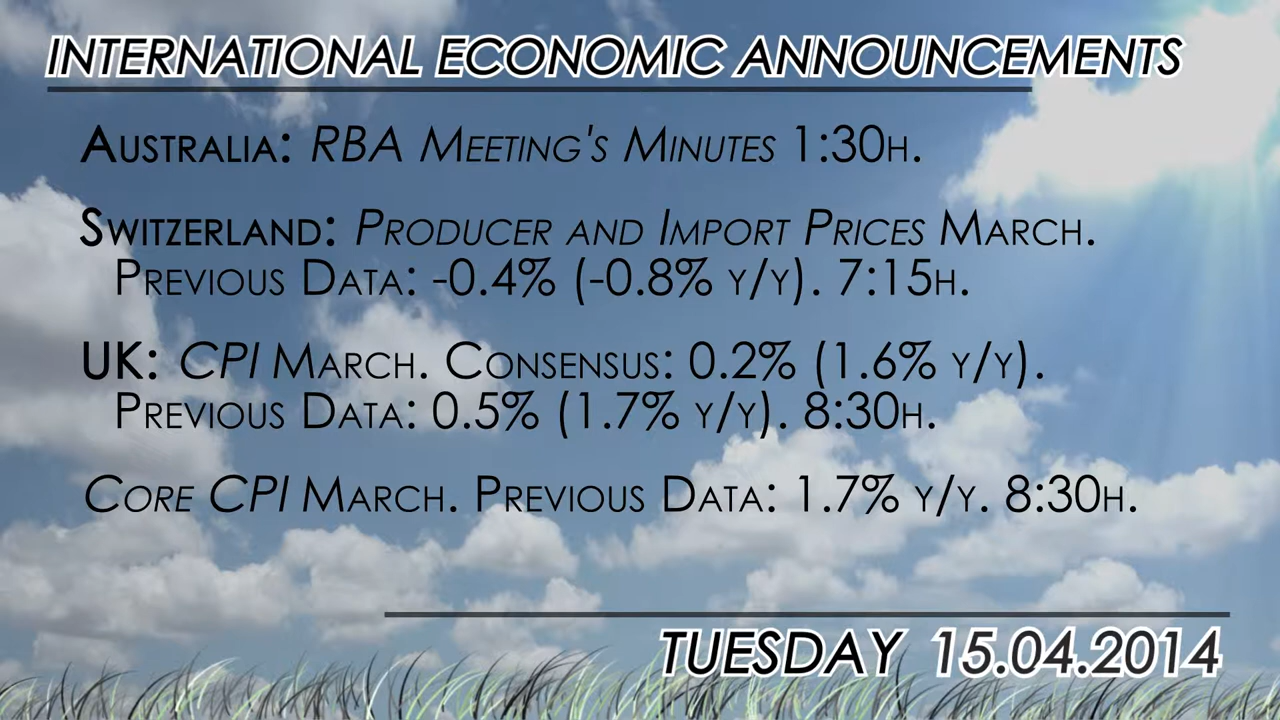 INTERNATIONAL ECONOMIC ANNOUNCEMENTS
Australia: RBA Meeting's Minutes 1:30h.
Switzerland: Producer and Import Prices March.
Previous Data: -0.4% (-0.8% y/y). 7:15h.
UK: CPI March. Consensus: 0.2% (1.6% y/y).
Previous Data: 0.5% (1.7% y/y). 8:30h.
Core CPI March. Previous Data: 1.7% y/y. 8:30h.
TUESDAY 15.04.2014